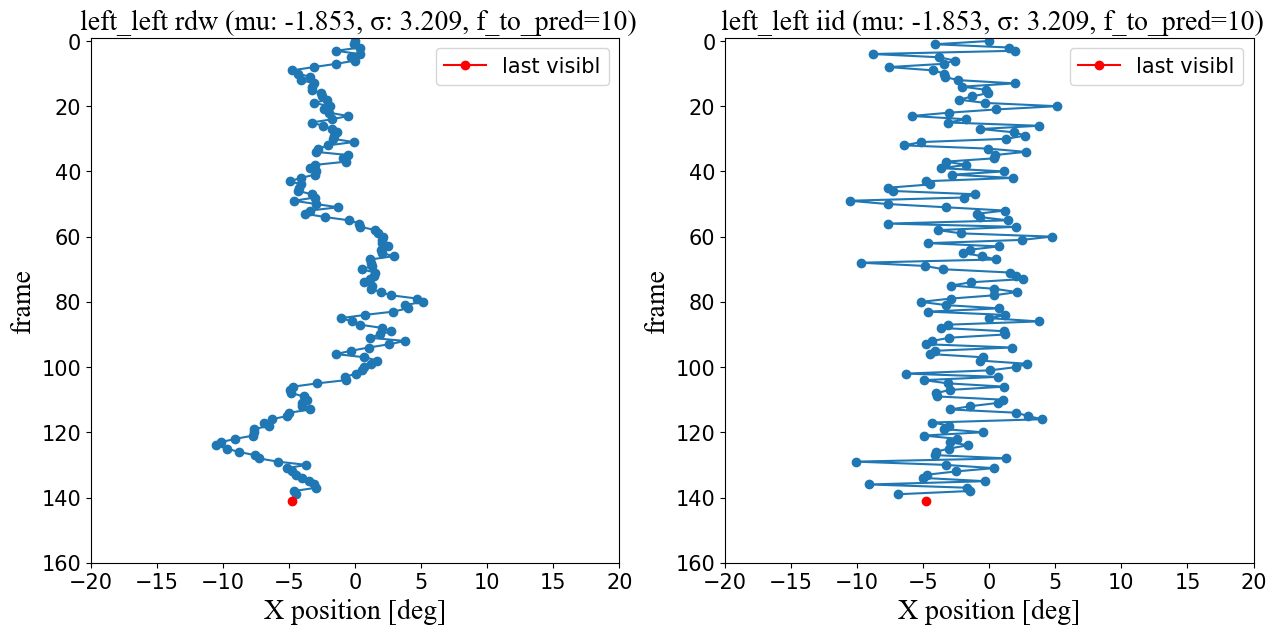 left_left rdw (mu: -1.853, σ: 3.209, f_to_pred=10)
last visibl
0
20
40
60
80
100
120
140
160
frame
−20 −15 −10 −5 0 5 10 15 20
X position [deg]
left_left iid (mu: -1.853, σ: 3.209, f_to_pred=10)
last visibl
0
20
40
60
80
100
120
140
160
frame
−20 −15 −10 −5 0 5 10 15 20
X position [deg]